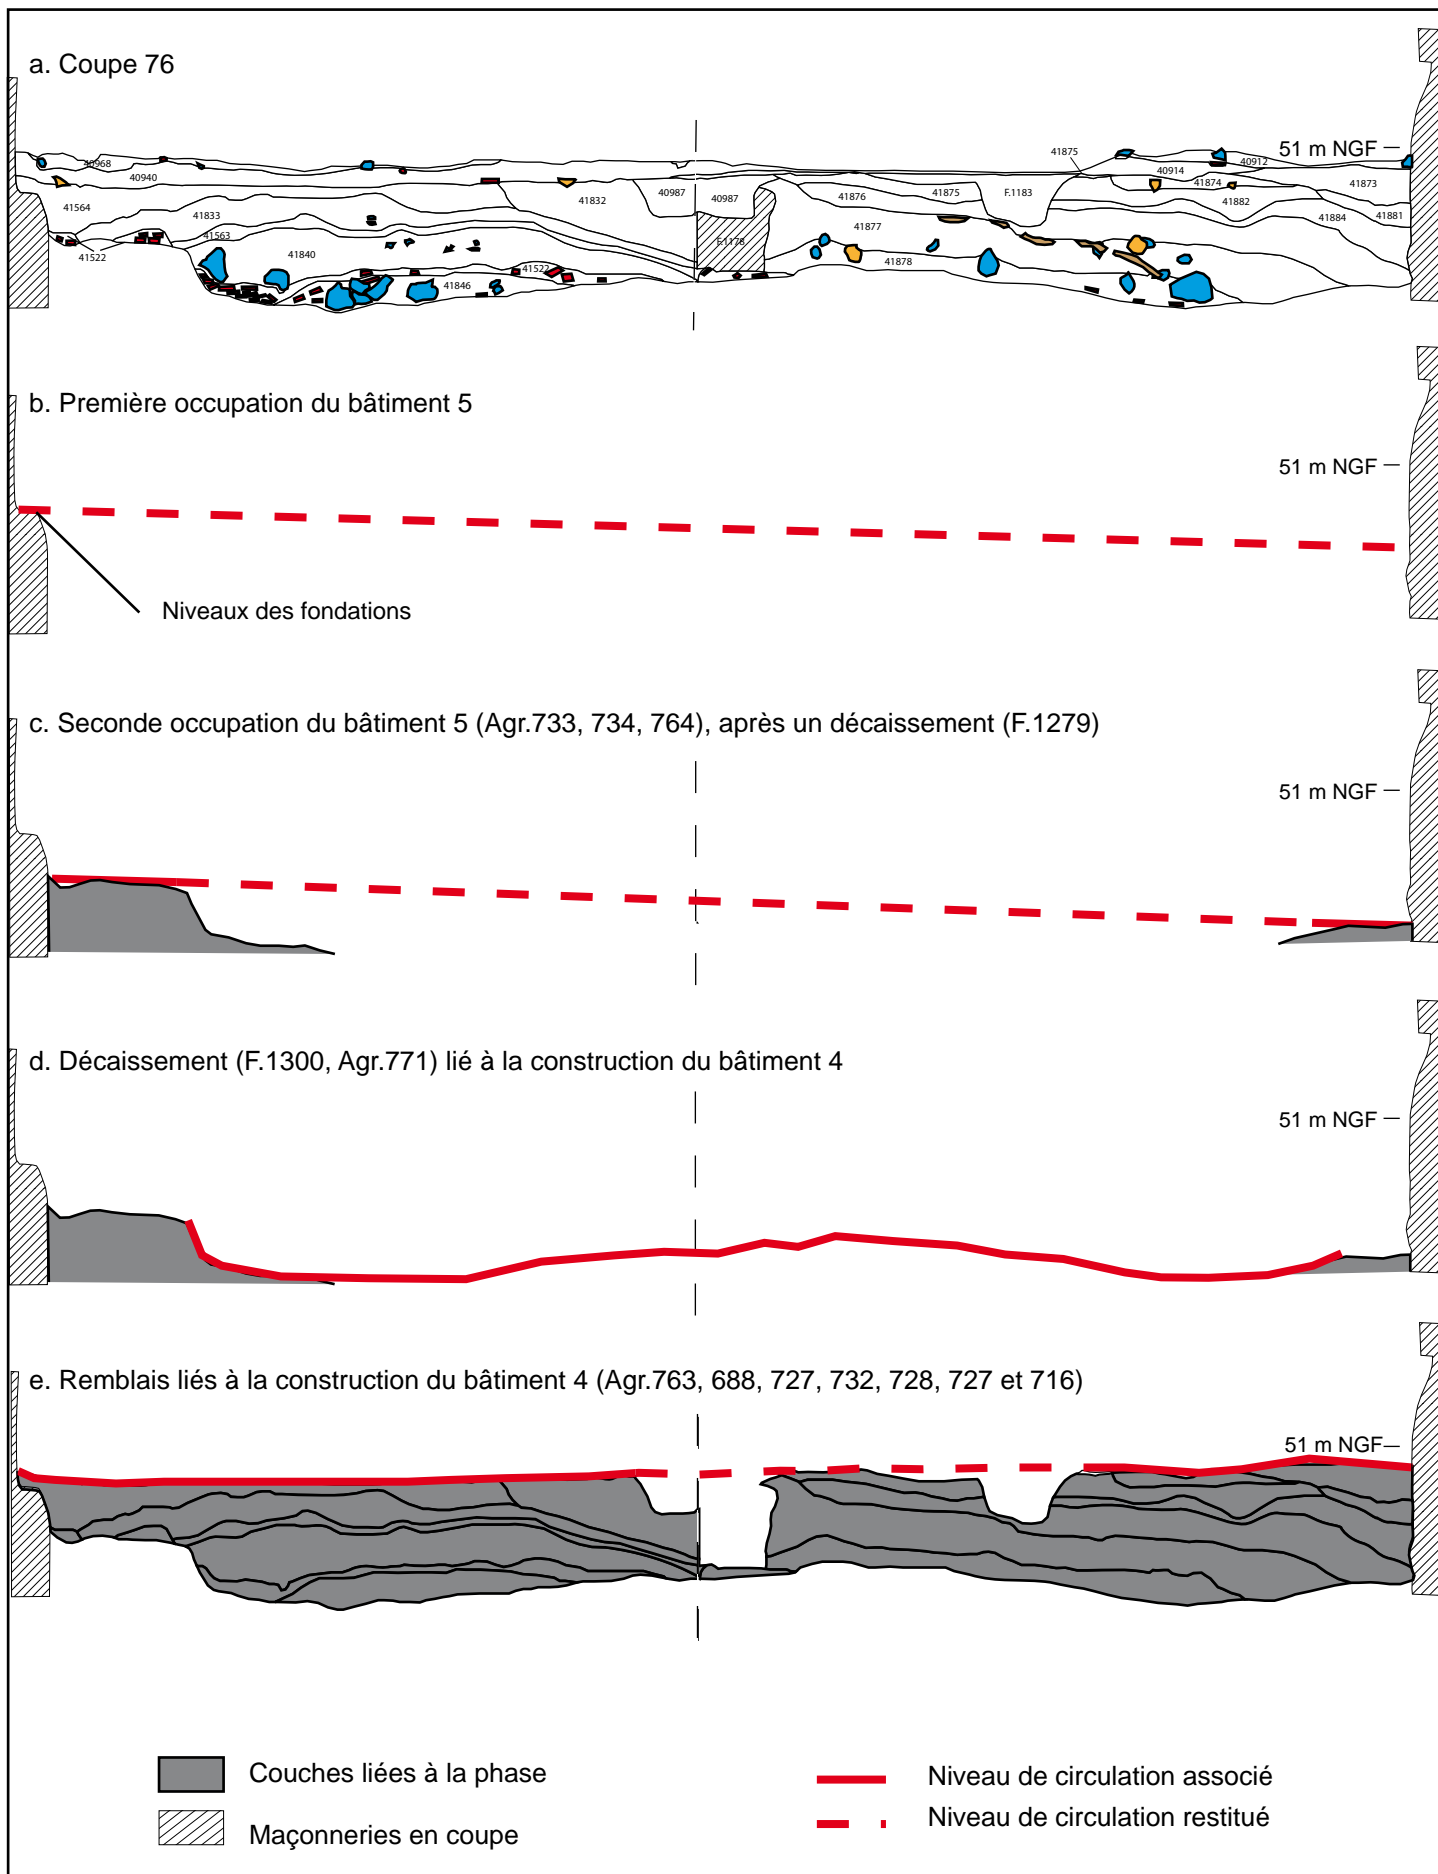 a. Coupe 76
51 m NGF
41875
40968
40912
40914
40940
41874
41873
40987
40987
41875
F.1183
41564
41832
41876
41882
41833
41884
41881
41563
41877
F.1178
41522
41840
41878
41522
41846
b. Première occupation du bâtiment 5
51 m NGF
Niveaux des fondations
c. Seconde occupation du bâtiment 5 (Agr.733, 734, 764), après un décaissement (F.1279)
51 m NGF
d. Décaissement (F.1300, Agr.771) lié à la construction du bâtiment 4
51 m NGF
e. Remblais liés à la construction du bâtiment 4 (Agr.763, 688, 727, 732, 728, 727 et 716)
51 m NGF
Couches liées à la phase
Maçonneries en coupe
Niveau de circulation associé
Niveau de circulation restitué